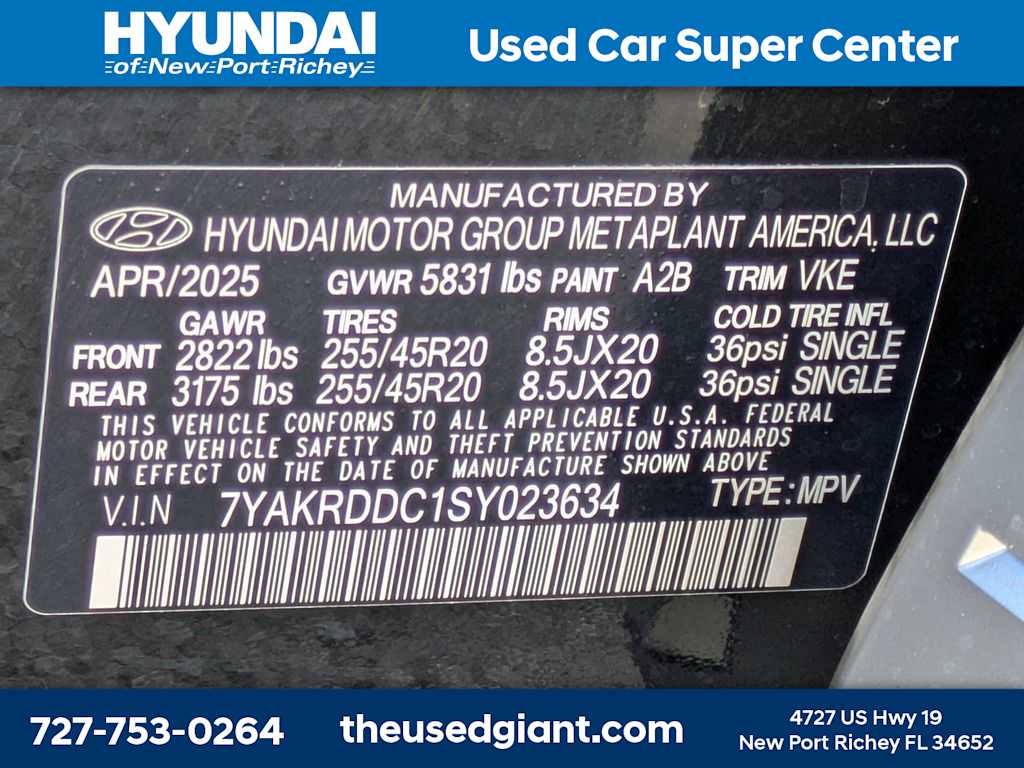 HYUNDAI
of New Port Richey
Used Car Super Center
MANUFACTURED BY
HYUNDAI MOTOR GROUP METAPLANT AMERICA, LLC
APR/2025 GVWR 5831 lbs PAINT A2B TRIM VKE
GAWR TIRES RIMS COLD TIRE INFL
FRONT 2822 lbs 255/45R20 8.5JX20 36psi SINGLE
REAR 3175 lbs 255/45R20 8.5JX20 36psi SINGLE
THIS VEHICLE CONFORMS TO ALL APPLICABLE U.S.A. FEDERAL
MOTOR VEHICLE SAFETY AND THEFT PREVENTION STANDARDS
IN EFFECT ON THE DATE OF MANUFACTURE SHOWN ABOVE
V.I.N 7YAKRDDC1SY023634 TYPE: MPV
727-753-0264
theusedgiant.com
4727 US Hwy 19
New Port Richey FL 34652